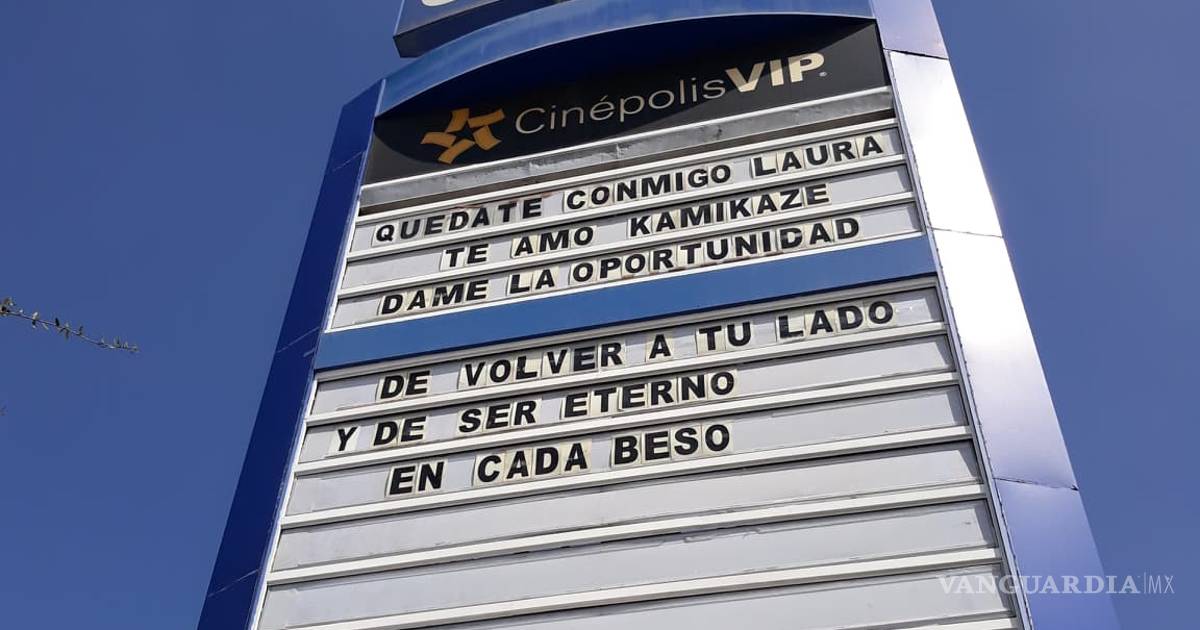 CinépolisVIP
QUEDATE CONMIGO LAURA
TE AMO KAMIKAZE
DAME LA OPORTUNIDAD
DE VOLVER A TU LADO
Y DE SER ETERNO
EN CADA BESO
VANGUARDIA|MX